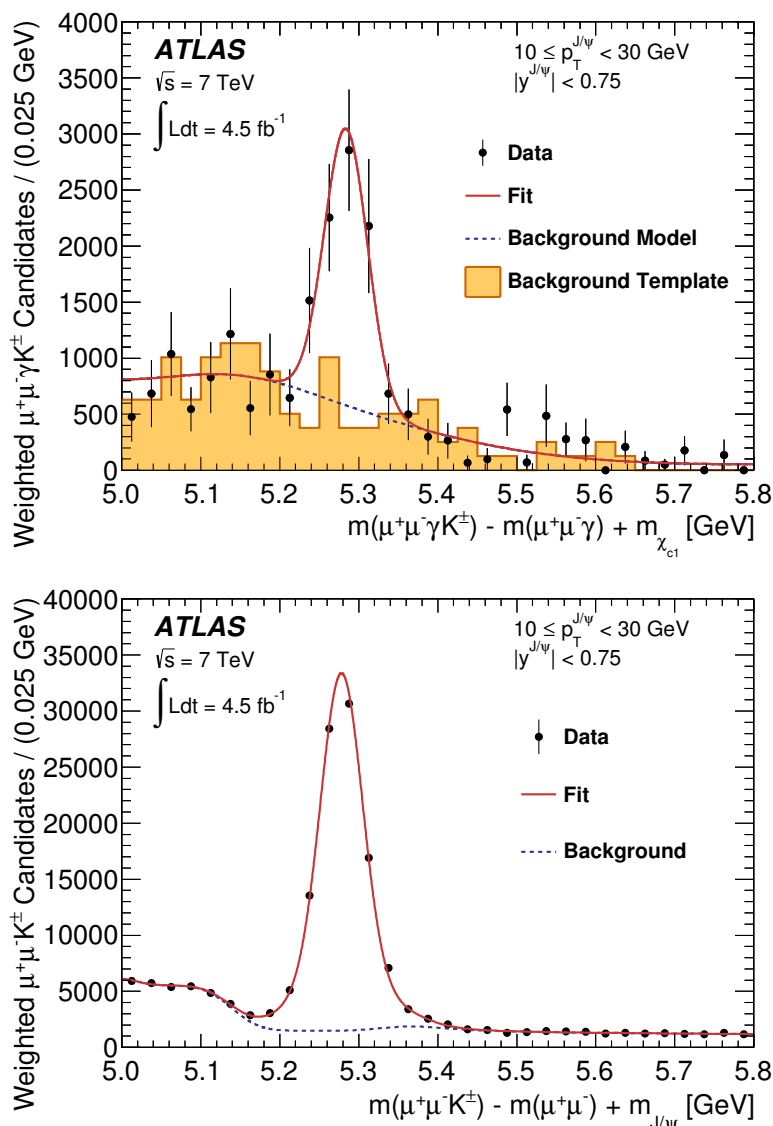 Weighted μ⁺μ⁻γK± Candidates / (0.025 GeV)
4000
3500
3000
2500
2000
1500
1000
500
0
ATLAS
√s = 7 TeV
∫Ldt = 4.5 fb⁻¹
10 ≤ p_T^{J/ψ} < 30 GeV
|y^{J/ψ}| < 0.75
Data
Fit
Background Model
Background Template
5.0 5.1 5.2 5.3 5.4 5.5 5.6 5.7 5.8
m(μ⁺μ⁻γK±) - m(μ⁺μ⁻γ) + m_{χ_{c1}} [GeV]
Weighted μ⁺μ⁻K± Candidates / (0.025 GeV)
40000
35000
30000
25000
20000
15000
10000
5000
0
ATLAS
√s = 7 TeV
∫Ldt = 4.5 fb⁻¹
10 ≤ p_T^{J/ψ} < 30 GeV
|y^{J/ψ}| < 0.75
Data
Fit
Background
5.0 5.1 5.2 5.3 5.4 5.5 5.6 5.7 5.8
m(μ⁺μ⁻K±) - m(μ⁺μ⁻) + m_{J/ψ} [GeV]